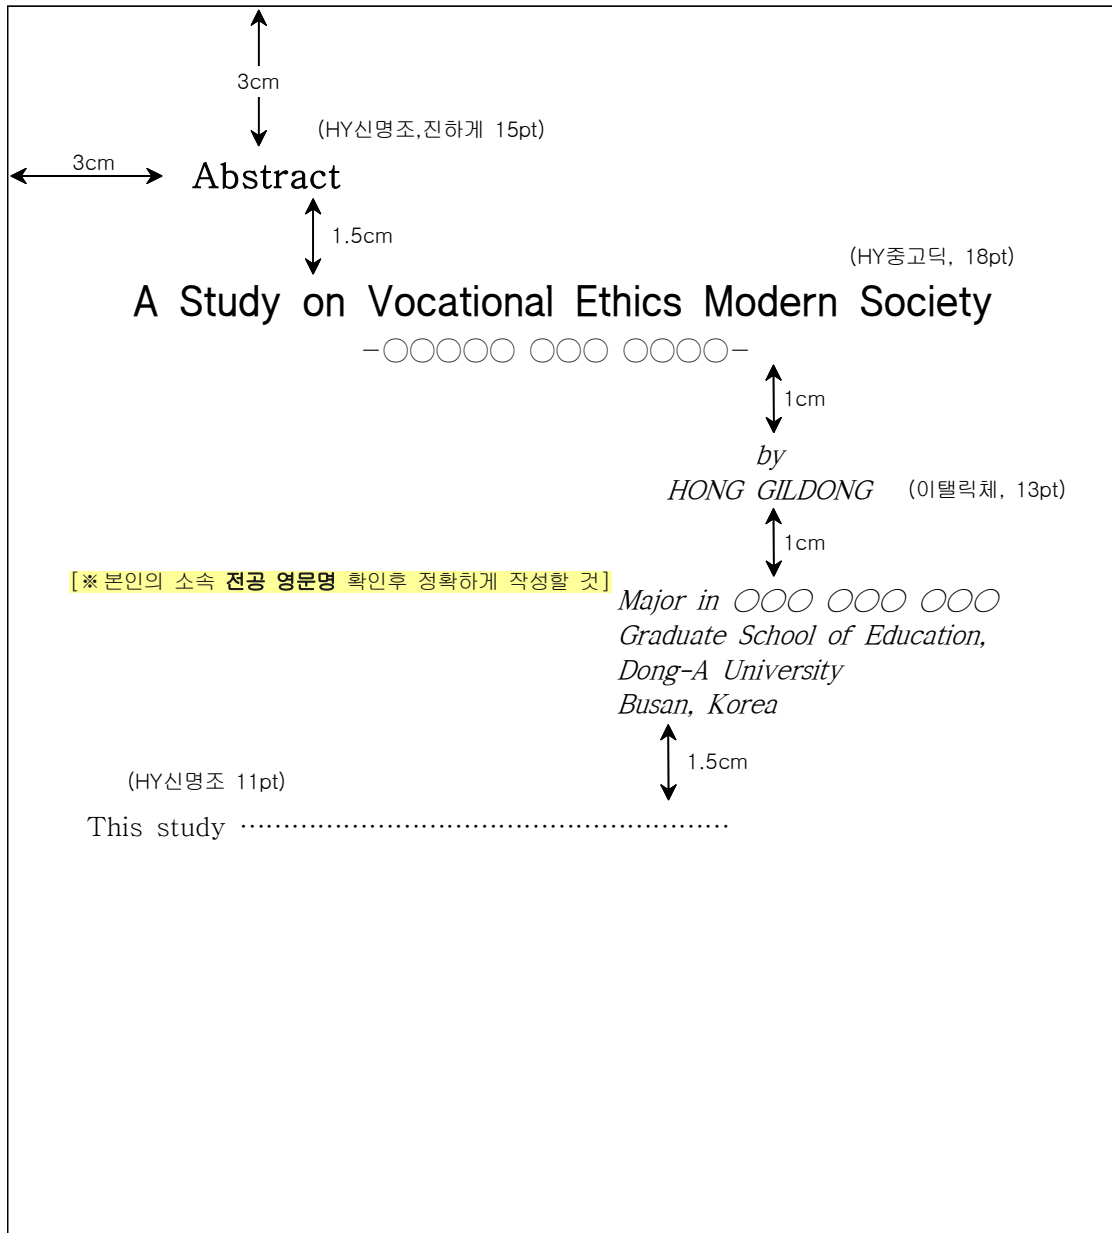 3cm
(HY신명조,진하게 15pt)
3cm
Abstract
1.5cm
(HY중고딕, 18pt)
A Study on Vocational Ethics Modern Society
-○○○○○ ○○○ ○○○○-
1cm
by
HONG GILDONG (이탤릭체, 13pt)
1cm
[※ 본인의 소속 전공 영문명 확인후 정확하게 작성할 것]
Major in ○○○ ○○○ ○○○
Graduate School of Education,
Dong-A University
Busan, Korea
1.5cm
(HY신명조 11pt)
This study ························································